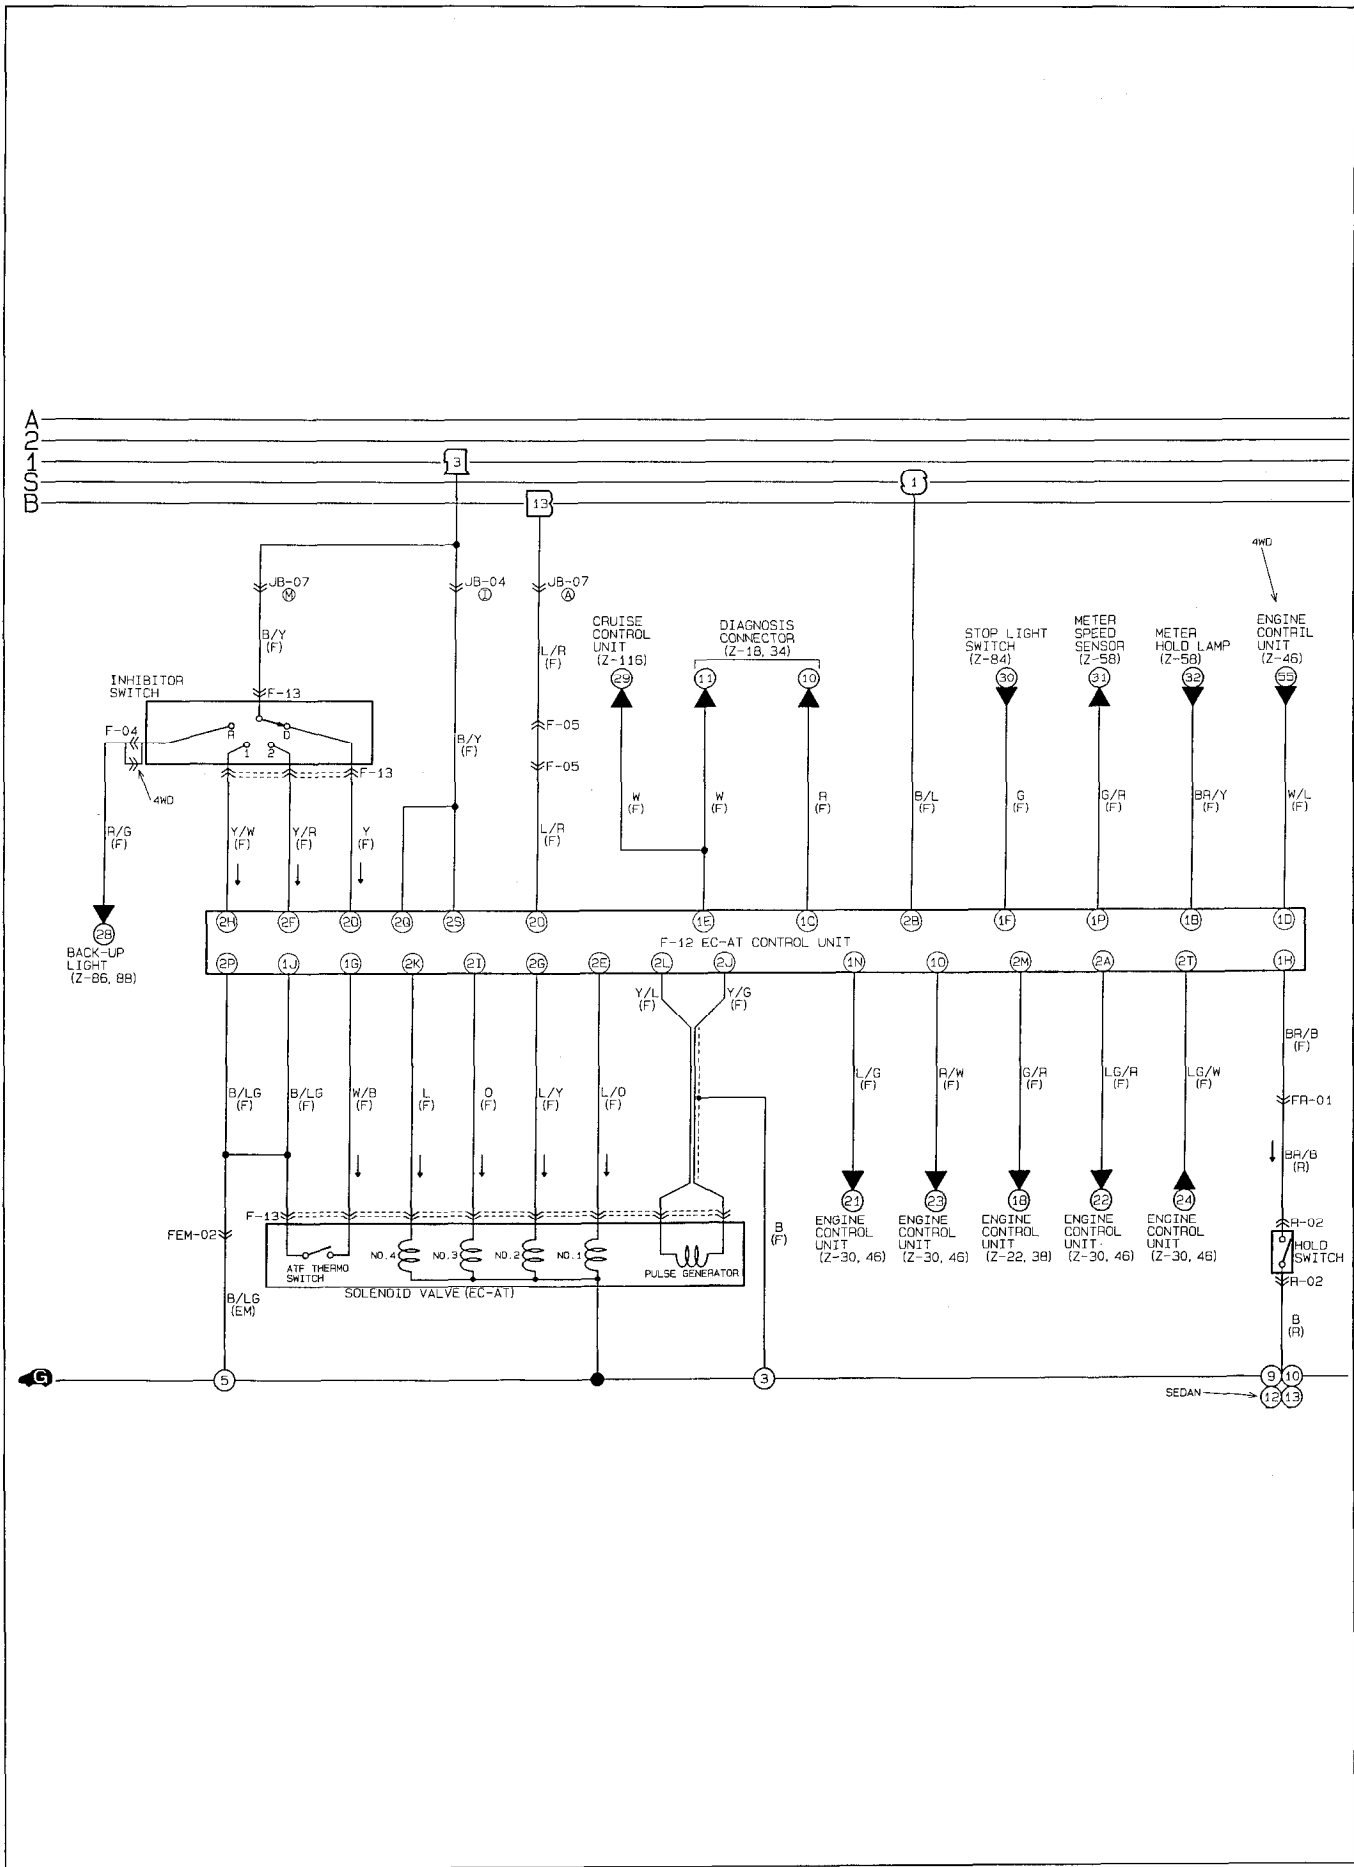 A
2
1
S
B
3
13
1
4WD
JB-07
M
JB-04
I
JB-07
A
CRUISE
CONTROL
UNIT
(Z-116)
29
DIAGNOSIS
CONNECTOR
(Z-18, 34)
11
10
STOP LIGHT
SWITCH
(Z-84)
30
METER
SPEED
SENSOR
(Z-58)
31
METER
HOLD LAMP
(Z-58)
32
ENGINE
CONTRIL
UNIT
(Z-46)
55
B/Y
(F)
L/R
(F)
INHIBITOR
SWITCH
F-13
F-04
R
D
1
2
F-13
4WD
B/Y
(F)
F-05
F-05
R/G
(F)
Y/W
(F)
Y/R
(F)
Y
(F)
L/R
(F)
W
(F)
W
(F)
R
(F)
B/L
(F)
G
(F)
G/R
(F)
BR/Y
(F)
W/L
(F)
28
BACK-UP
LIGHT
(Z-86, 88)
2H
2F
2D
2Q
2S
2O
1E
1C
2B
1F
1P
1B
1D
F-12 EC-AT CONTROL UNIT
2P
1J
1G
2K
2I
2G
2E
2L
2J
1N
1O
2M
2A
2T
1H
Y/L
(F)
Y/G
(F)
B/LG
(F)
B/LG
(F)
W/B
(F)
L
(F)
O
(F)
L/Y
(F)
L/O
(F)
L/G
(F)
R/W
(F)
G/R
(F)
LG/R
(F)
LG/W
(F)
BR/B
(F)
FR-01
BR/B
(R)
21
ENGINE
CONTROL
UNIT
(Z-30, 46)
23
ENGINE
CONTROL
UNIT
(Z-30, 46)
18
ENGINE
CONTROL
UNIT
(Z-22, 38)
22
ENGINE
CONTROL
UNIT
(Z-30, 46)
24
ENGINE
CONTROL
UNIT
(Z-30, 46)
F-13
FEM-02
ATF THERMO
SWITCH
NO.4
NO.3
NO.2
NO.1
PULSE GENERATOR
SOLENOID VALVE (EC-AT)
B
(F)
R-02
HOLD
SWITCH
R-02
B/LG
(EM)
B
(R)
G
5
3
9
10
SEDAN
12
13